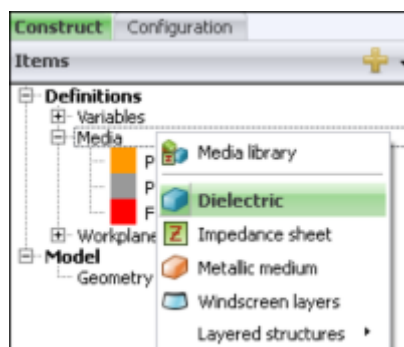 Construct Configuration
Items
Definitions
Variables
Media
P Media library
P Dielectric
F Z Impedance sheet
Workplane Metallic medium
Model
Geometry Windscreen layers
Layered structures